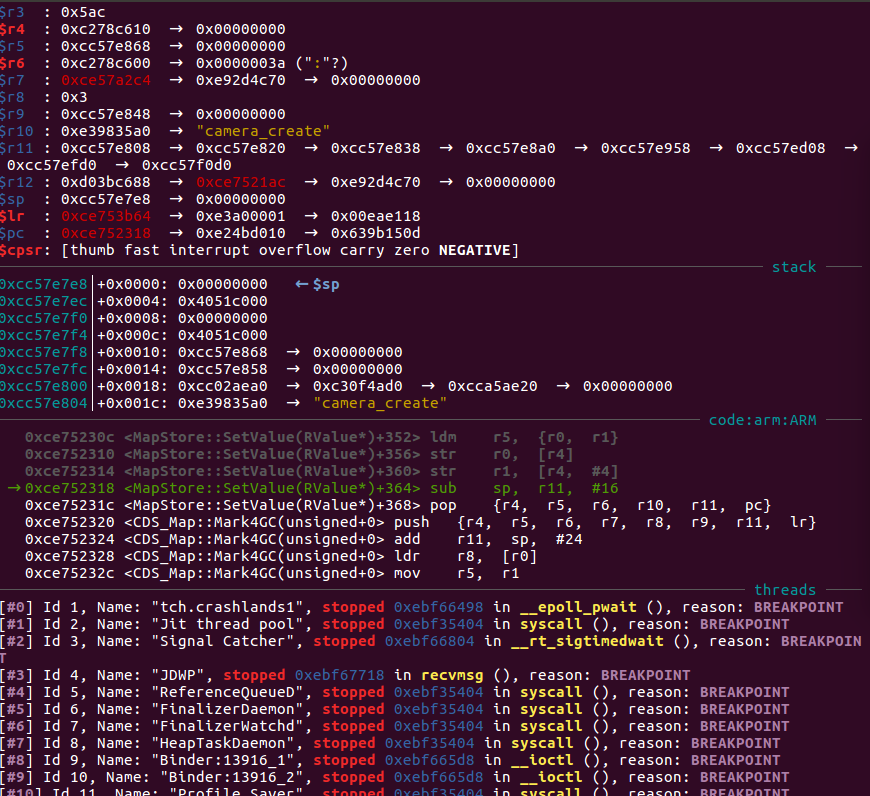 $r3  : 0x5ac
$r4  : 0xc278c610  → 0x00000000
$r5  : 0xcc57e868  → 0x00000000
$r6  : 0xc278c600  → 0x0000003a (":"?)
$r7  : 0xce57a2c4  → 0xe92d4c70  → 0x00000000
$r8  : 0x3
$r9  : 0xcc57e848  → 0x00000000
$r10 : 0xe39835a0  → "camera_create"
$r11 : 0xcc57e808  → 0xcc57e820  → 0xcc57e838  → 0xcc57e8a0  → 0xcc57e958  → 0xcc57ed08  →
0xcc57efd0  → 0xcc57f0d0
$r12 : 0xd03bc688  → 0xce7521ac  → 0xe92d4c70  → 0x00000000
$sp  : 0xcc57e7e8  → 0x00000000
$lr  : 0xce753b64  → 0xe3a00001  → 0x00eae118
$pc  : 0xce752318  → 0xe24bd010  → 0x639b150d
$cpsr: [thumb fast interrupt overflow carry zero NEGATIVE]
stack
0xcc57e7e8│+0x0000: 0x00000000   ←$sp
0xcc57e7ec│+0x0004: 0x4051c000
0xcc57e7f0│+0x0008: 0x00000000
0xcc57e7f4│+0x000c: 0x4051c000
0xcc57e7f8│+0x0010: 0xcc57e868  → 0x00000000
0xcc57e7fc│+0x0014: 0xcc57e858  → 0x00000000
0xcc57e800│+0x0018: 0xcc02aea0  → 0xc30f4ad0  → 0xcca5ae20  → 0x00000000
0xcc57e804│+0x001c: 0xe39835a0  → "camera_create"
code:arm:ARM
0xce75230c <MapStore::SetValue(RValue*)+352> ldm    r5,  {r0,  r1}
0xce752310 <MapStore::SetValue(RValue*)+356> str    r0,  [r4]
0xce752314 <MapStore::SetValue(RValue*)+360> str    r1,  [r4,  #4]
→0xce752318 <MapStore::SetValue(RValue*)+364> sub    sp,  r11,  #16
0xce75231c <MapStore::SetValue(RValue*)+368> pop    {r4,  r5,  r6,  r10,  r11,  pc}
0xce752320 <CDS_Map::Mark4GC(unsigned+0> push   {r4,  r5,  r6,  r7,  r8,  r9,  r11,  lr}
0xce752324 <CDS_Map::Mark4GC(unsigned+0> add    r11,  sp,  #24
0xce752328 <CDS_Map::Mark4GC(unsigned+0> ldr    r8,  [r0]
0xce75232c <CDS_Map::Mark4GC(unsigned+0> mov    r5,  r1
threads
[#0] Id 1, Name: "tch.crashlands1", stopped 0xebf66498 in __epoll_pwait (), reason: BREAKPOINT
[#1] Id 2, Name: "Jit thread pool", stopped 0xebf35404 in syscall (), reason: BREAKPOINT
[#2] Id 3, Name: "Signal Catcher", stopped 0xebf66804 in __rt_sigtimedwait (), reason: BREAKPOIN
T
[#3] Id 4, Name: "JDWP", stopped 0xebf67718 in recvmsg (), reason: BREAKPOINT
[#4] Id 5, Name: "ReferenceQueueD", stopped 0xebf35404 in syscall (), reason: BREAKPOINT
[#5] Id 6, Name: "FinalizerDaemon", stopped 0xebf35404 in syscall (), reason: BREAKPOINT
[#6] Id 7, Name: "FinalizerWatchd", stopped 0xebf35404 in syscall (), reason: BREAKPOINT
[#7] Id 8, Name: "HeapTaskDaemon", stopped 0xebf35404 in syscall (), reason: BREAKPOINT
[#8] Id 9, Name: "Binder:13916_1", stopped 0xebf665d8 in __ioctl (), reason: BREAKPOINT
[#9] Id 10, Name: "Binder:13916_2", stopped 0xebf665d8 in __ioctl (), reason: BREAKPOINT
[#10] Id 11, Name: "Profile Saver", stopped 0xebf35404 in syscall (), reason: BREAKPOINT